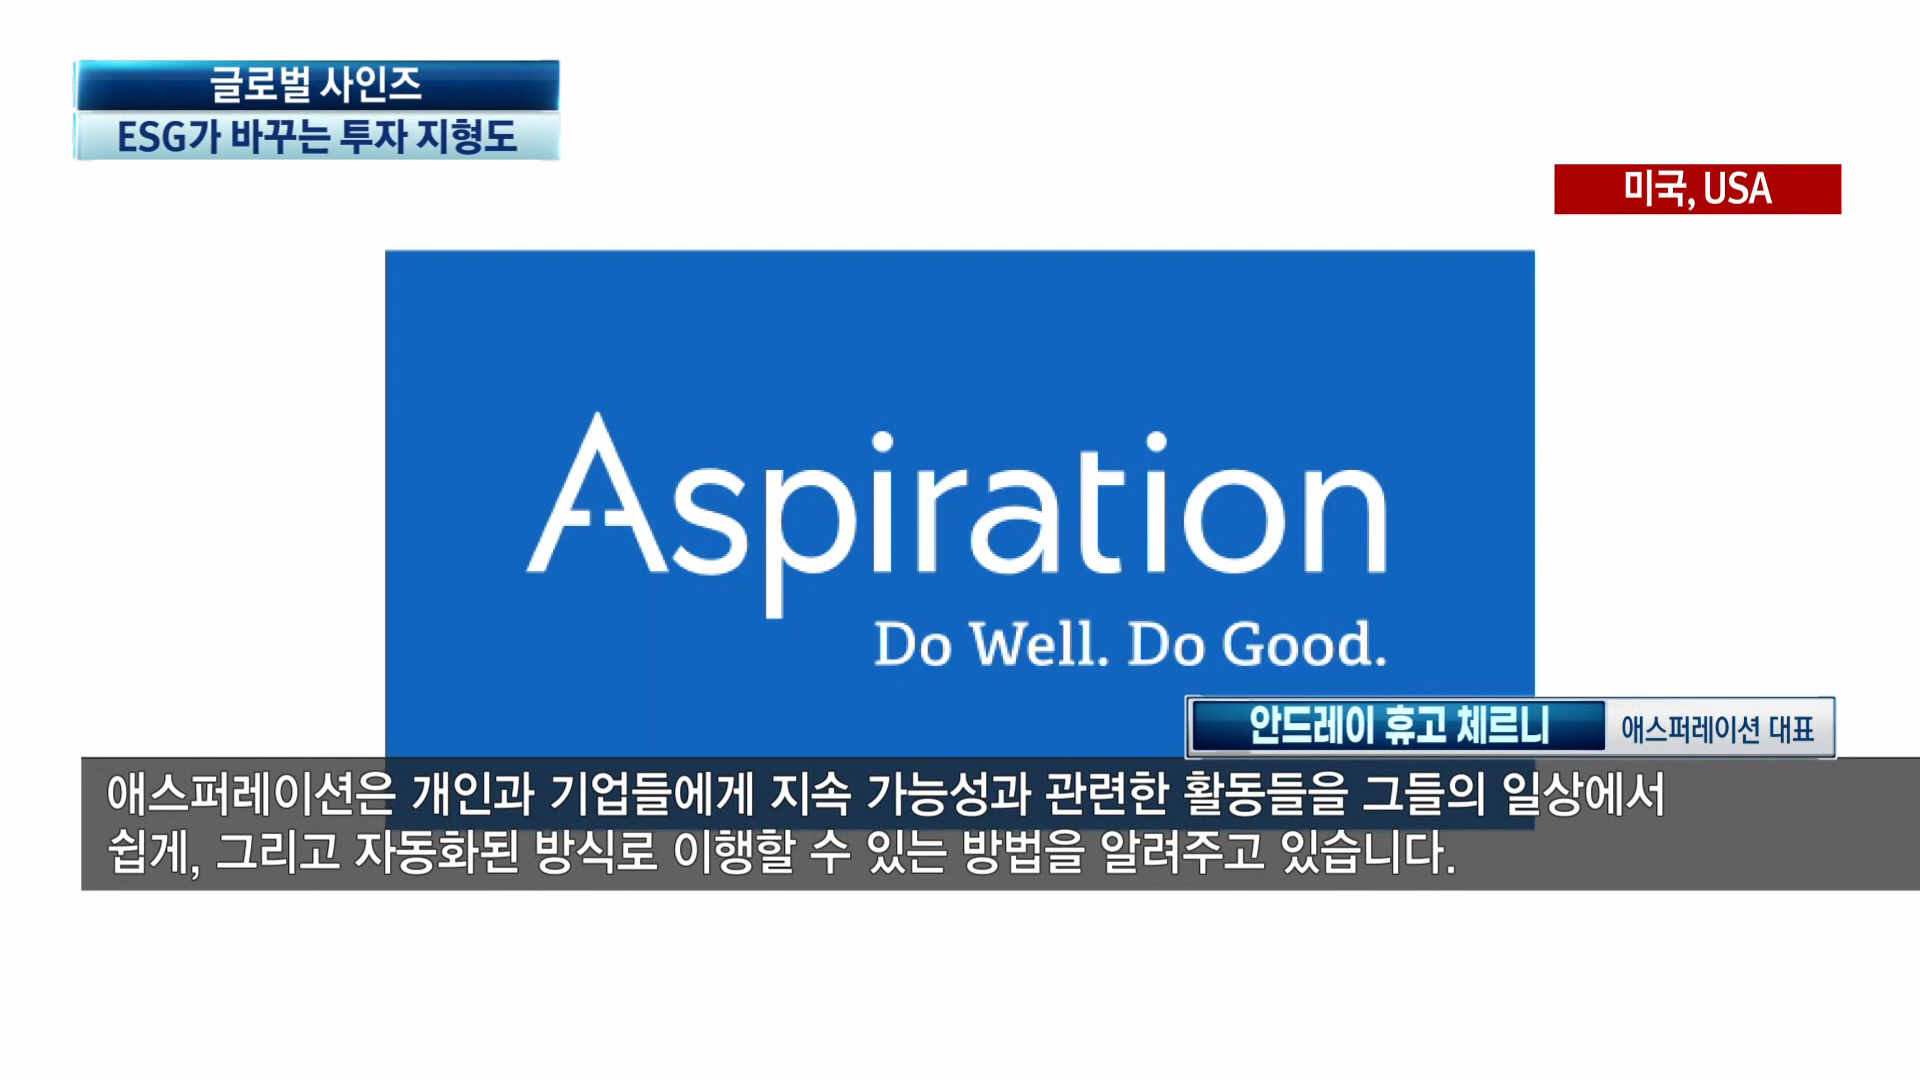 글로벌 사인즈
ESG가 바꾸는 투자 지형도
미국, USA
Aspiration
Do Well. Do Good.
안드레이 휴고 체르니
애스퍼레이션 대표
애스퍼레이션은 개인과 기업들에게 지속 가능성과 관련한 활동들을 그들의 일상에서
쉽게, 그리고 자동화된 방식로 이행할 수 있는 방법을 알려주고 있습니다.